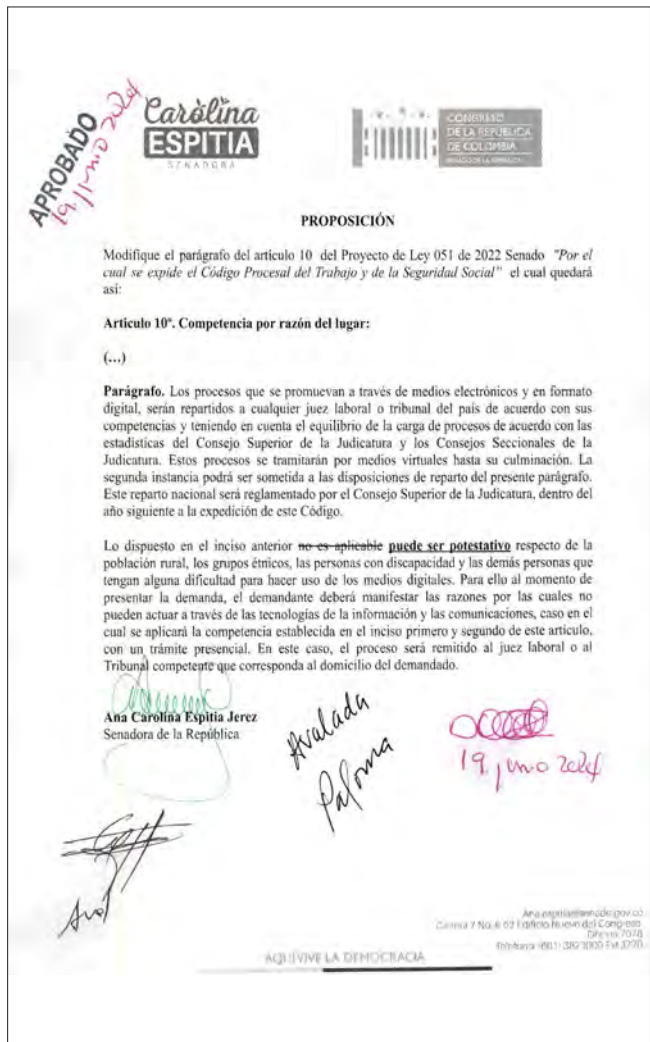 APROBADO
19. junio 2024
Carolina
ESPITIA
SENADORA
CONGRESO
DE LA REPÚBLICA
DE COLOMBIA
PROPOSICIÓN
Modifique el parágrafo del artículo 10 del Proyecto de Ley 051 de 2022 Senado "Por el
cual se expide el Código Procesal del Trabajo y de la Seguridad Social" el cual quedará
así:
Artículo 10º. Competencia por razón del lugar:
(...)
Parágrafo. Los procesos que se promuevan a través de medios electrónicos y en formato
digital, serán repartidos a cualquier juez laboral o tribunal del país de acuerdo con sus
competencias y teniendo en cuenta el equilibrio de la carga de procesos de acuerdo con las
estadísticas del Consejo Superior de la Judicatura y los Consejos Seccionales de la
Judicatura. Estos procesos se tramitarán por medios virtuales hasta su culminación. La
segunda instancia podrá ser sometida a las disposiciones de reparto del presente parágrafo.
Este reparto nacional será reglamentado por el Consejo Superior de la Judicatura, dentro del
año siguiente a la expedición de este Código.
Lo dispuesto en el inciso anterior no es aplicable puede ser potestativo respecto de la
población rural, los grupos étnicos, las personas con discapacidad y las demás personas que
tengan alguna dificultad para hacer uso de los medios digitales. Para ello al momento de
presentar la demanda, el demandante deberá manifestar las razones por las cuales no
pueden actuar a través de las tecnologías de la información y las comunicaciones, caso en el
cual se aplicará la competencia establecida en el inciso primero y segundo de este artículo,
con un trámite presencial. En este caso, el proceso será remitido al juez laboral o al
Tribunal competente que corresponda al domicilio del demandado.
Ana Carolina Espitia Jerez
Senadora de la República
Avalada
Paloma
19. junio 2024
AQUÍ VIVE LA DEMOCRACIA